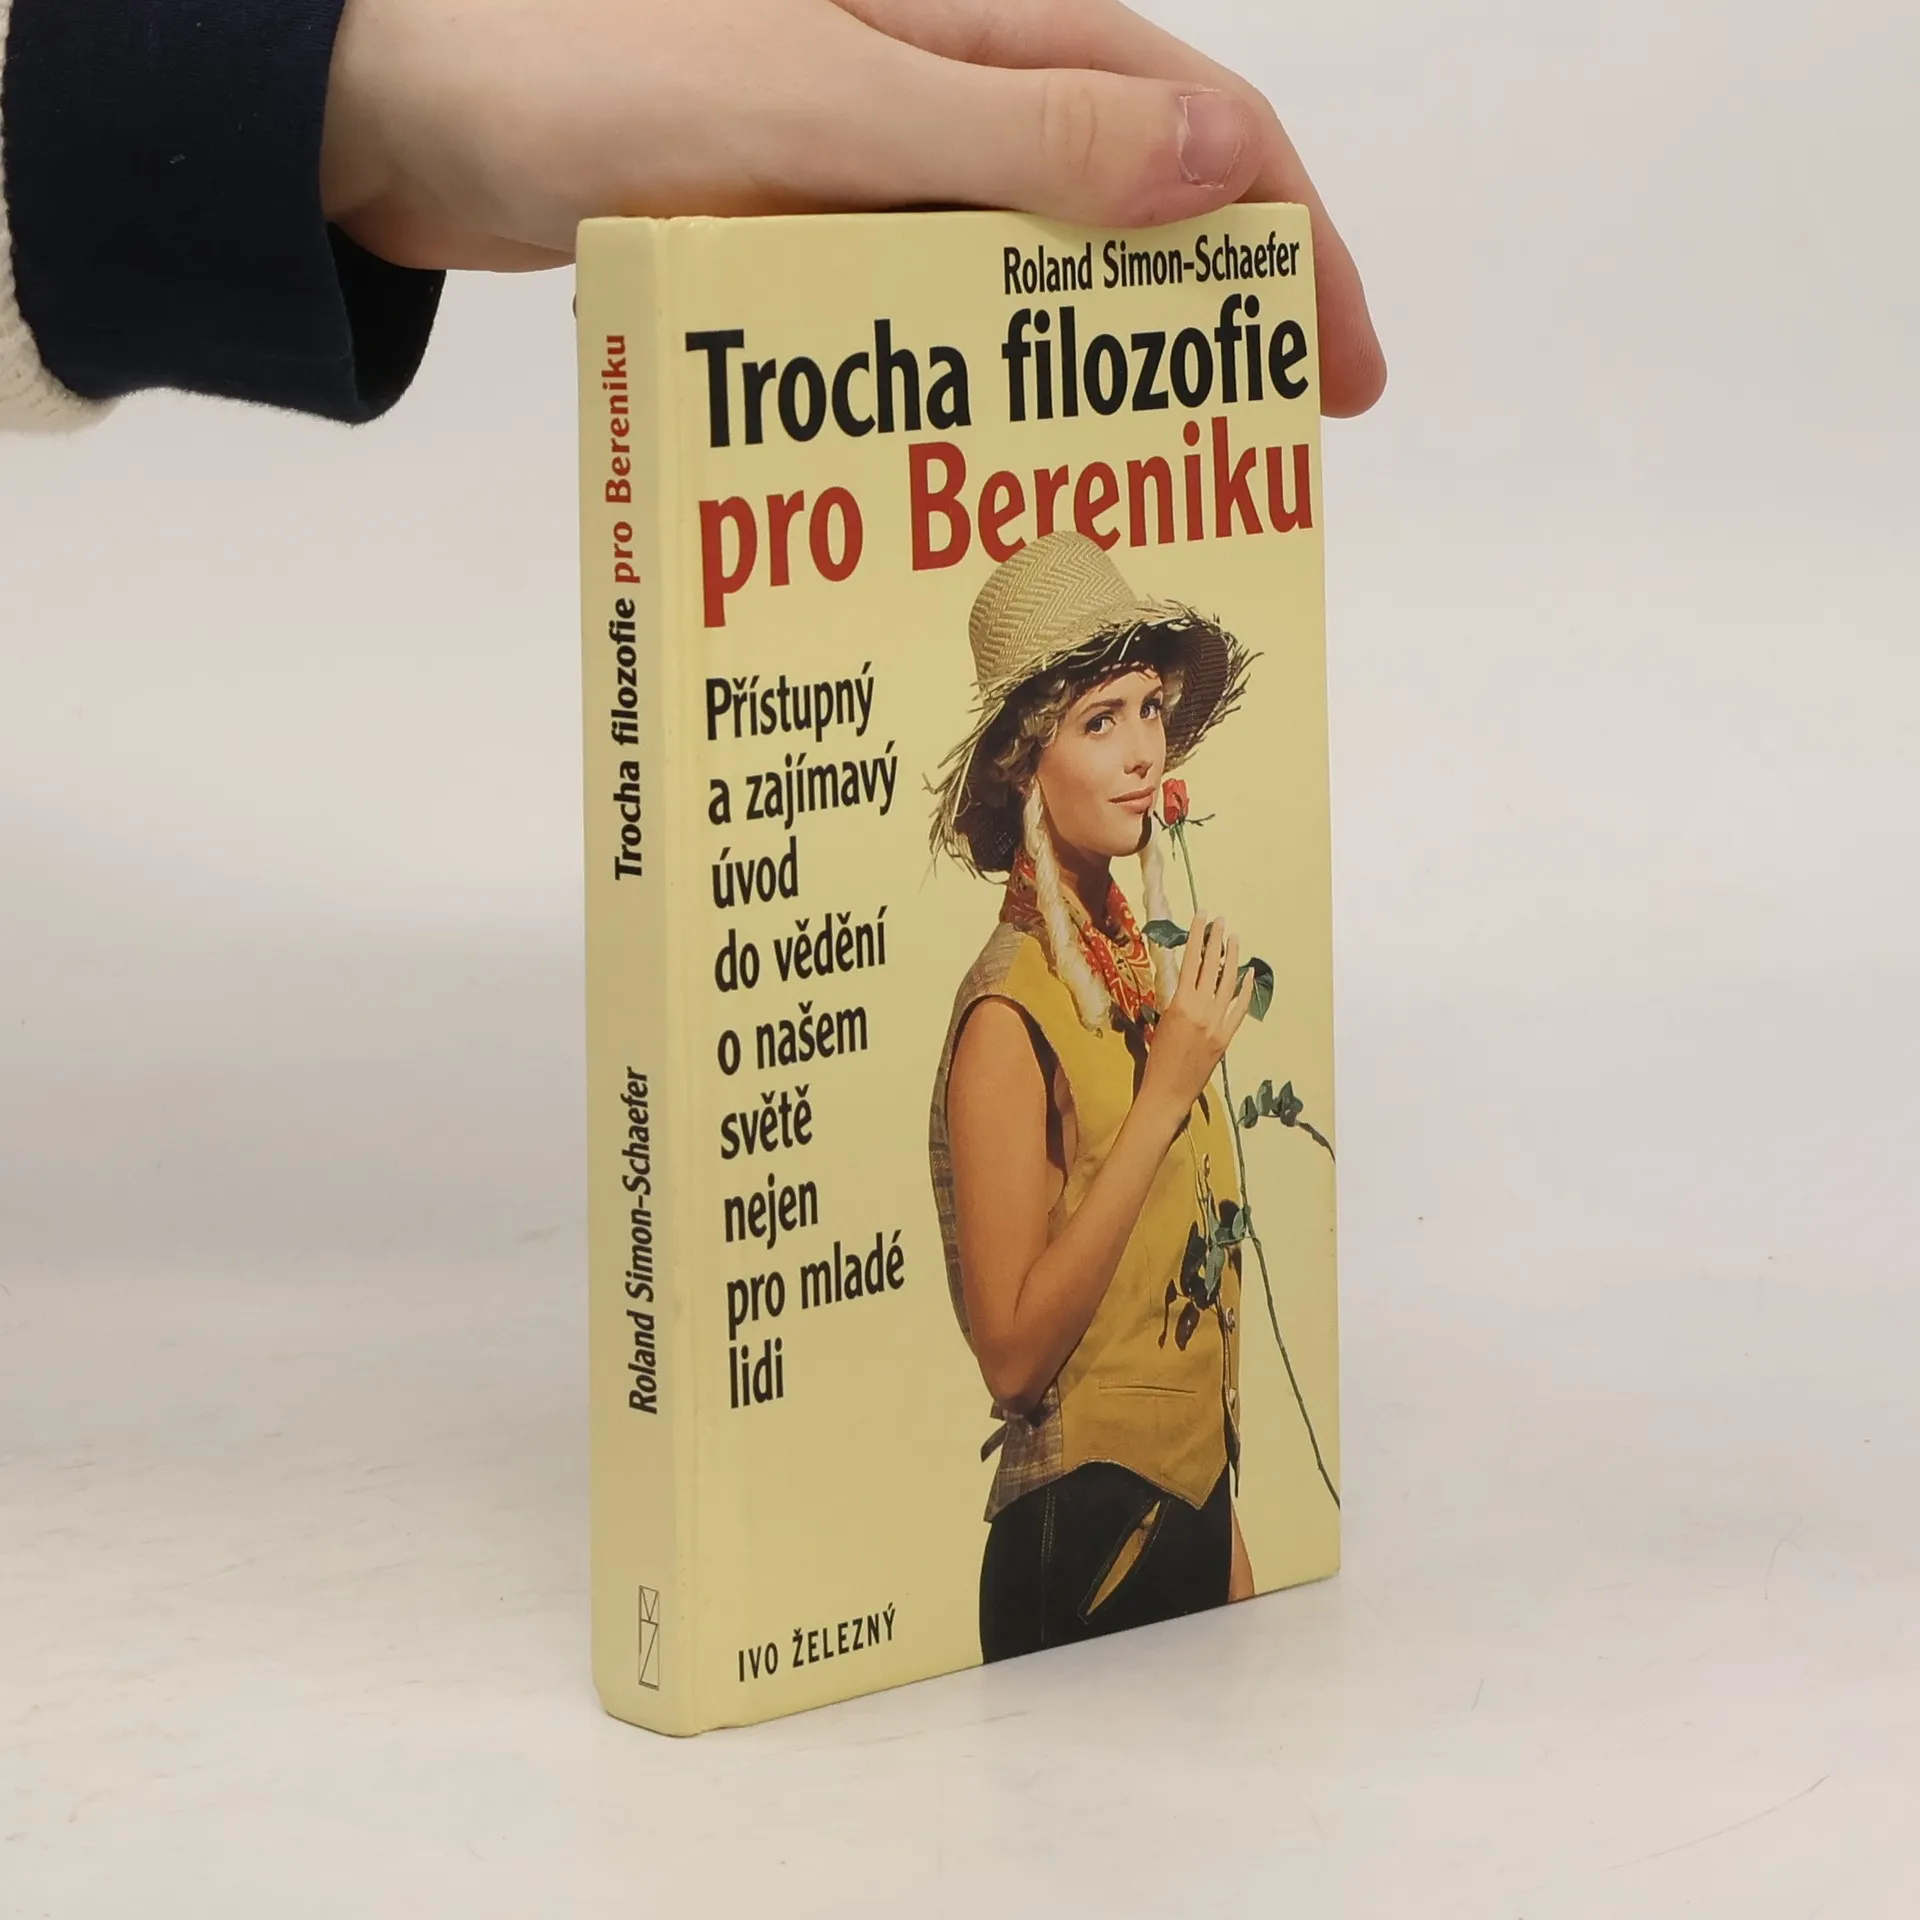 Roland Simon-Schaefer
Trocha filozofie
pro Bereniku
Přístupný
a zajímavý
úvod
do vědění
o našem
světě
nejen
pro mladé
lidi
IVO ŽELEZNÝ
Roland Simon-Schaefer Trocha filozofie pro Bereniku